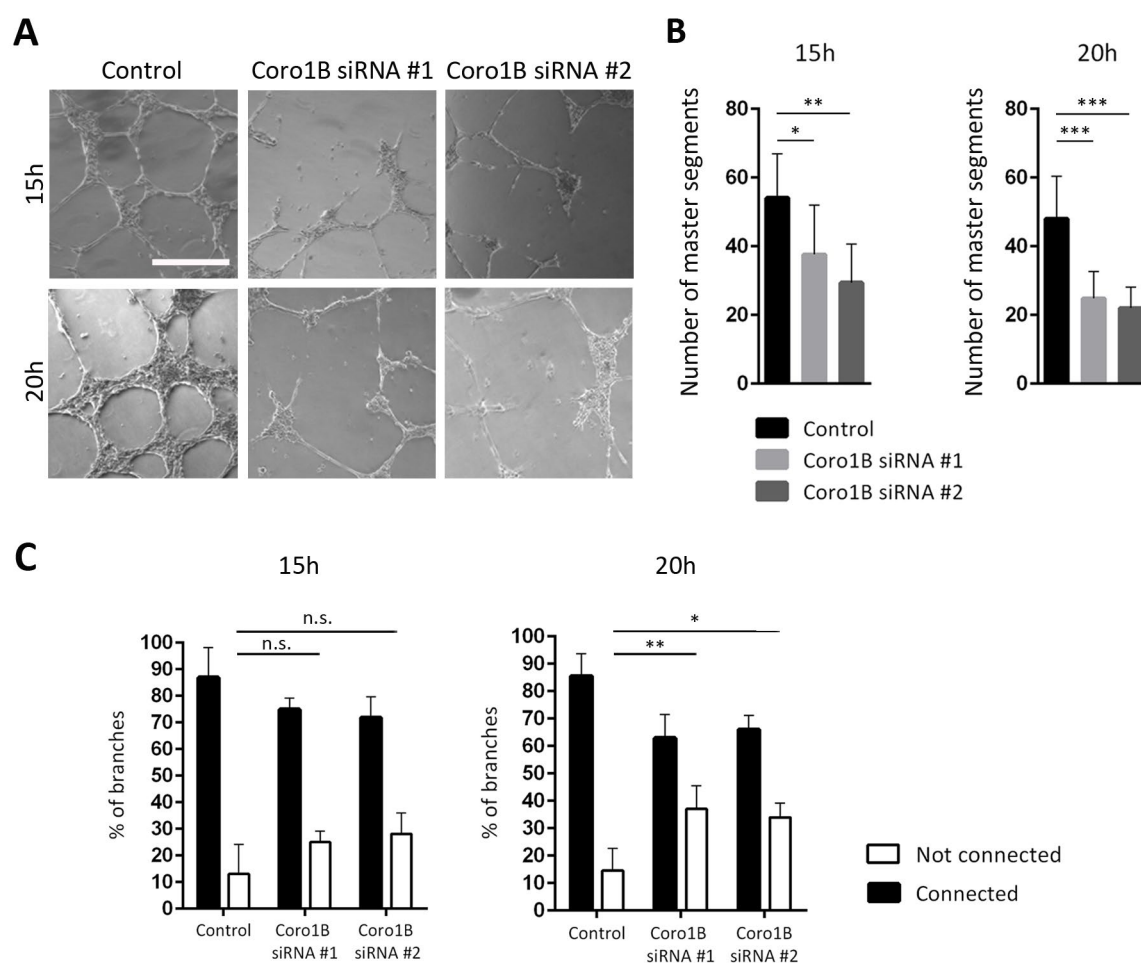 A
Control
Coro1B siRNA #1
Coro1B siRNA #2
15h
20h
B
15h
20h
Number of master segments
80
60
40
20
0
**
*
Number of master segments
80
60
40
20
0
***
***
Control
Coro1B siRNA #1
Coro1B siRNA #2
C
15h
20h
% of branches
100
90
80
70
60
50
40
30
20
10
0
n.s.
n.s.
Control
Coro1B
siRNA #1
Coro1B
siRNA #2
% of branches
100
90
80
70
60
50
40
30
20
10
0
*
**
Control
Coro1B
siRNA #1
Coro1B
siRNA #2
Not connected
Connected